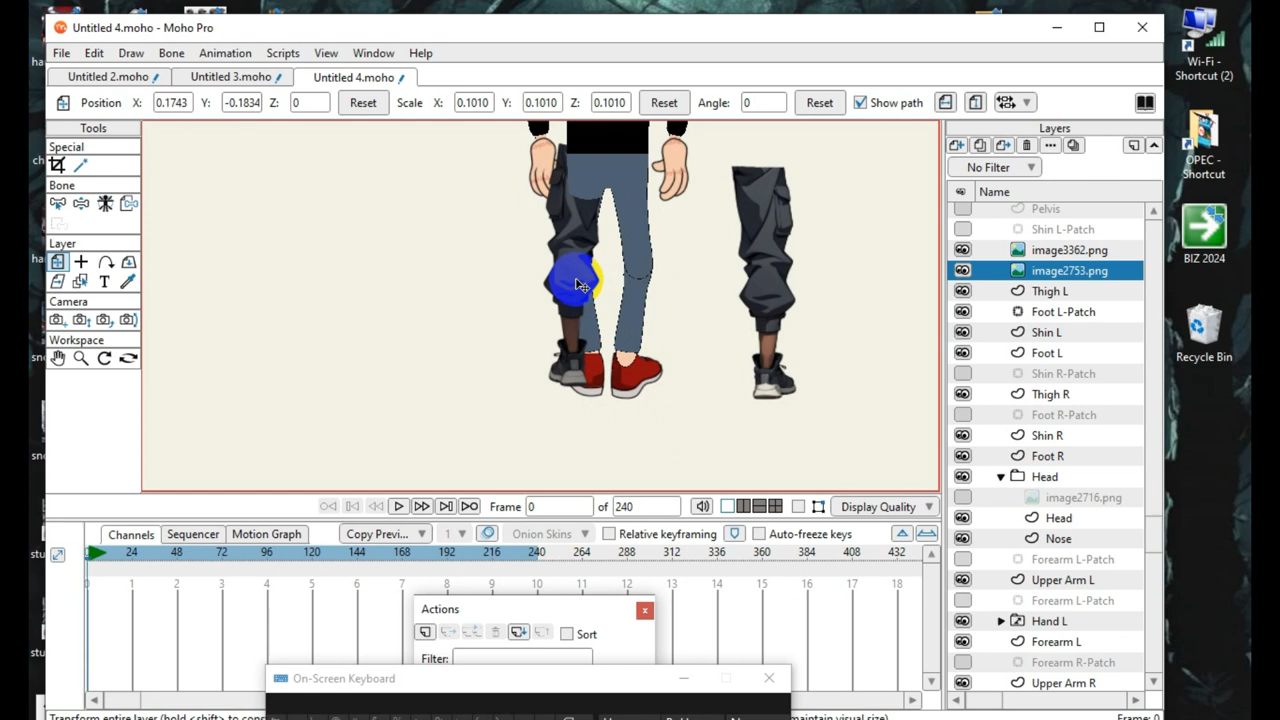 Untitled 4.moho - Moho Pro
File Edit Draw Bone Animation Scripts View Window Help
Untitled 2.moho Untitled 3.moho Untitled 4.moho
Position X: 0.1743 Y: -0.1834 Z: 0 Reset Scale X: 0.1010 Y: 0.1010 Z: 0.1010 Reset Angle: 0 Reset Show path
Tools
Special
Bone
Layer
T
Camera
Workspace
Layers
No Filter
Name
Pelvis
Shin L-Patch
image3362.png
image2753.png
Thigh L
Foot L-Patch
Shin L
Foot L
Shin R-Patch
Thigh R
Foot R-Patch
Shin R
Foot R
Head
image2716.png
Head
Nose
Forearm L-Patch
Upper Arm L
Forearm L-Patch
Hand L
Forearm L
Forearm R-Patch
Upper Arm R
Frame 0 of 240 Display Quality
Channels Sequencer Motion Graph Copy Previ... 1 Onion Skins Relative keyframing Auto-freeze keys
24 48 72 96 120 144 168 192 216 240 264 288 312 336 360 384 408 432
0 1 2 3 4 5 6 7 8 9 10 11 12 13 14 15 16 17 18
Actions
Sort
Filter:
On-Screen Keyboard
Frame: 0
Wi-Fi -
Shortcut (2)
OPEC -
Shortcut
BIZ 2024
Recycle Bin